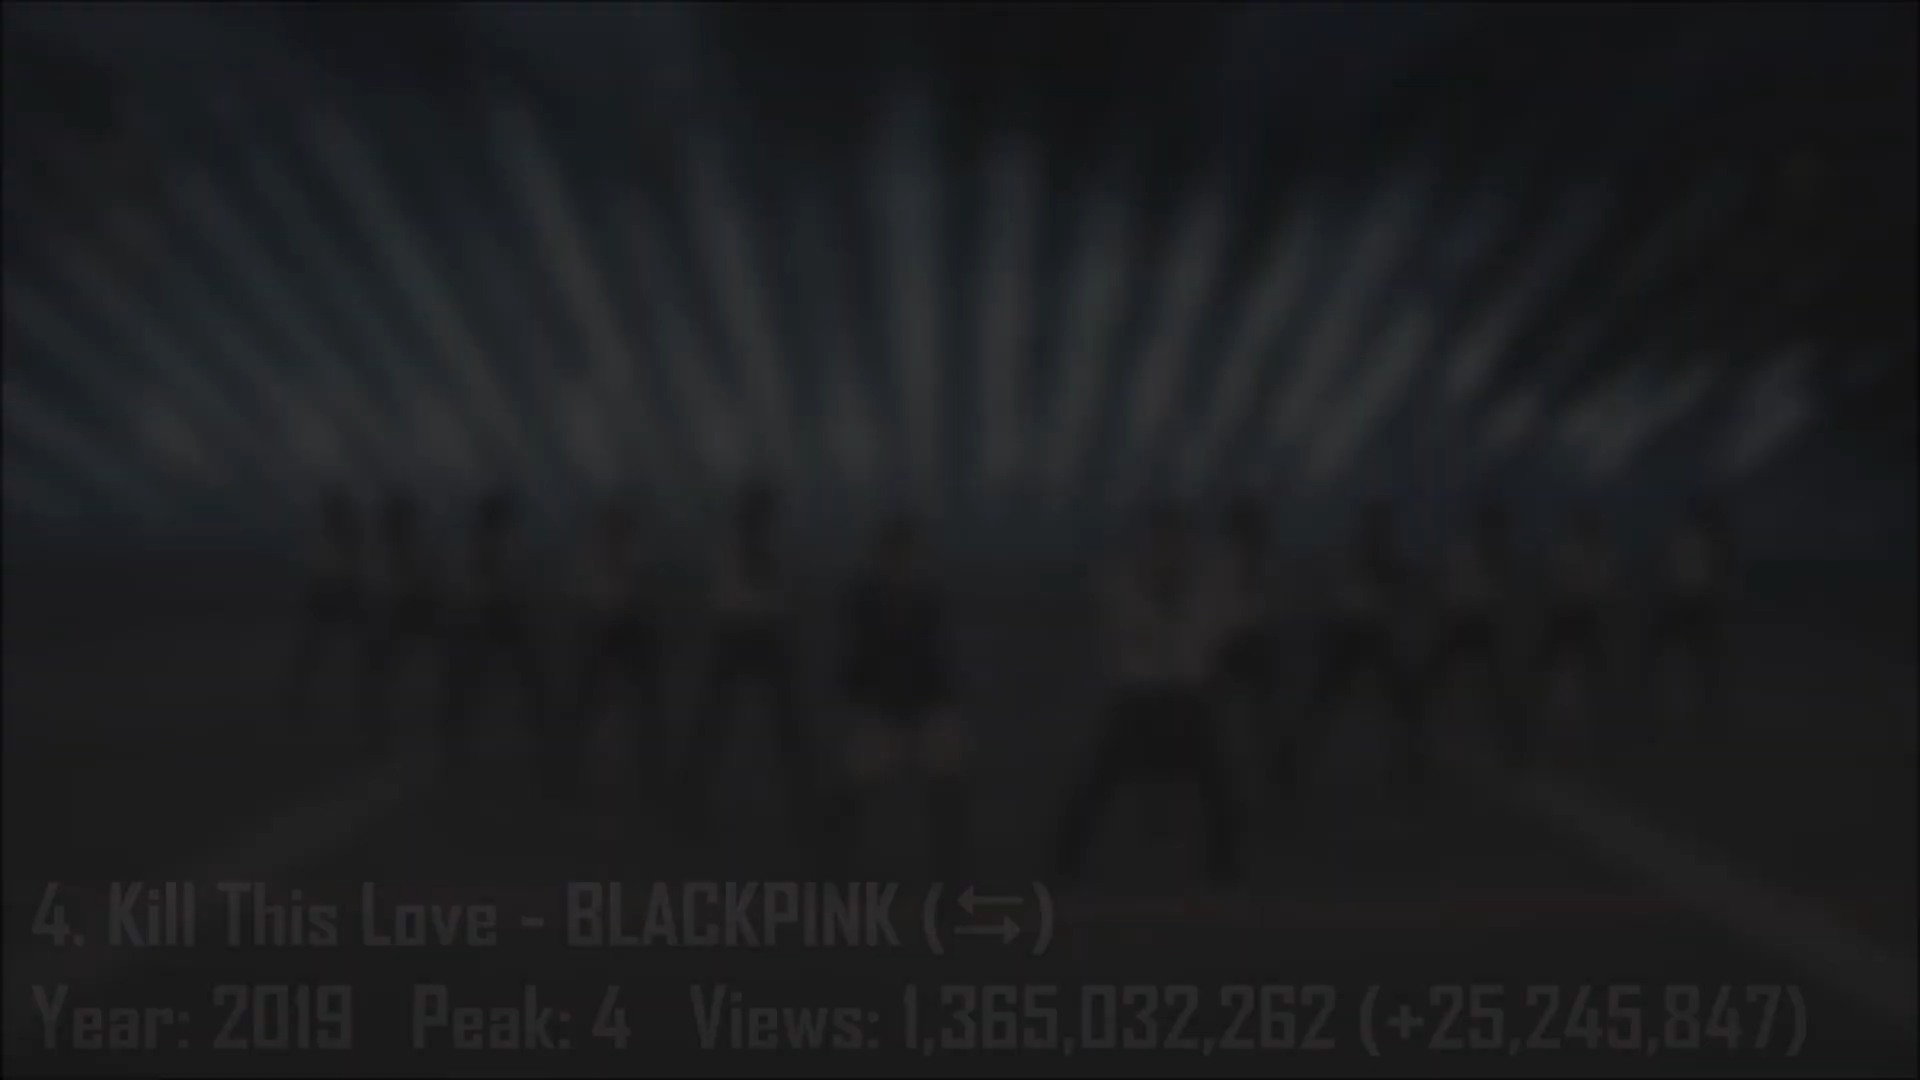 4. Kill This Love - BLACKPINK (⇆)
Year: 2019 Peak: 4 Views: 1,365,032,262 (+25,245,847)